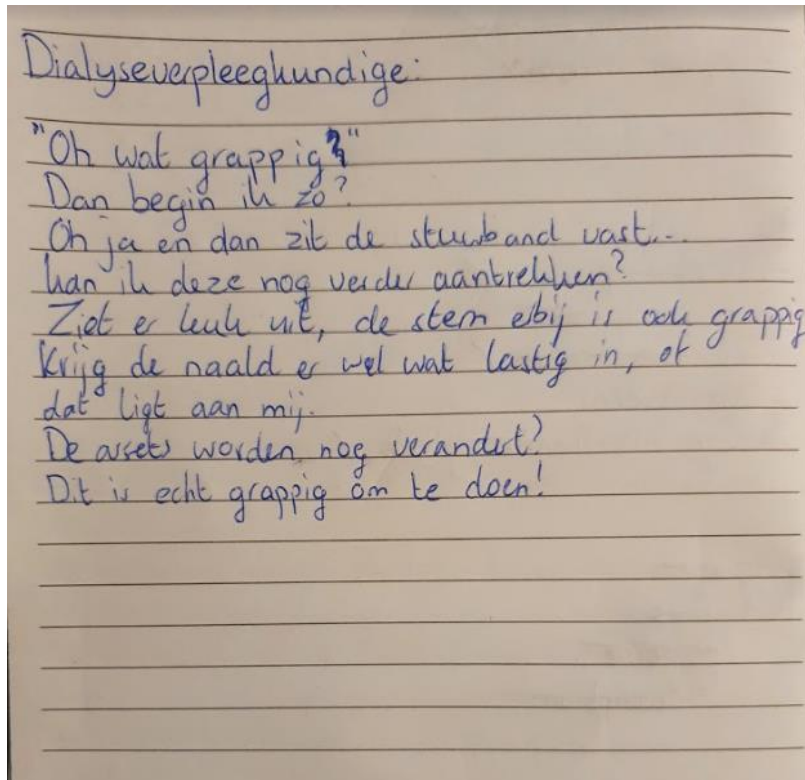 Dialyseverpleegkundige:
"Oh wat grappig!"
Dan begin ik zo?
Oh ja en dan zit de stuwband vast...
kan ik deze nog verder aantrekken?
Ziet er leuk uit, de stem erbij is ook grappig
Krijg de naald er wel wat lastig in, of
dat ligt aan mij.
De assets worden nog verandert?
Dit is echt grappig om te doen!